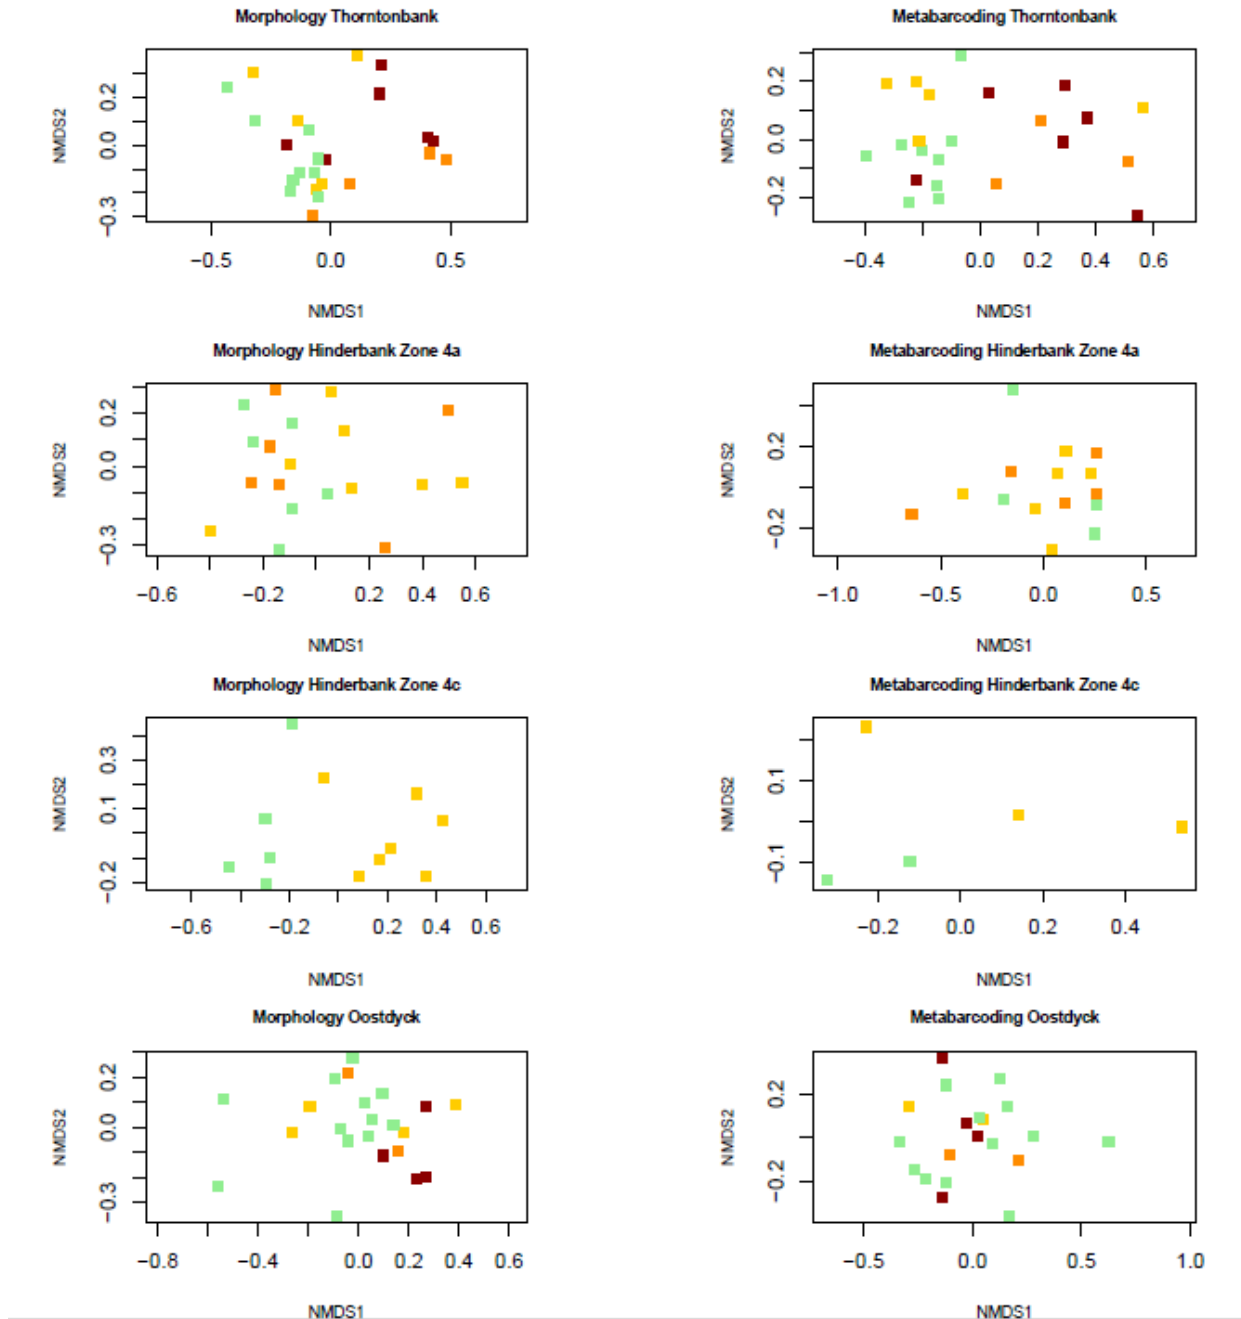 Morphology Thorntonbank
NMDS2
0.2
0.0
−0.3
−0.5 0.0 0.5
NMDS1
Metabarcoding Thorntonbank
NMDS2
0.2
0.0
−0.2
−0.4 0.0 0.2 0.4 0.6
NMDS1
Morphology Hinderbank Zone 4a
NMDS2
0.2
0.0
−0.3
−0.6 −0.2 0.2 0.4 0.6
NMDS1
Metabarcoding Hinderbank Zone 4a
NMDS2
0.2
−0.2
−1.0 −0.5 0.0 0.5
NMDS1
Morphology Hinderbank Zone 4c
NMDS2
0.3
0.1
−0.2
−0.6 −0.2 0.2 0.4 0.6
NMDS1
Metabarcoding Hinderbank Zone 4c
NMDS2
0.1
−0.1
−0.2 0.0 0.2 0.4
NMDS1
Morphology Oostdyck
NMDS2
0.2
0.0
−0.3
−0.8 −0.4 0.0 0.2 0.4 0.6
NMDS1
Metabarcoding Oostdyck
NMDS2
0.2
−0.2
−0.5 0.0 0.5 1.0
NMDS1